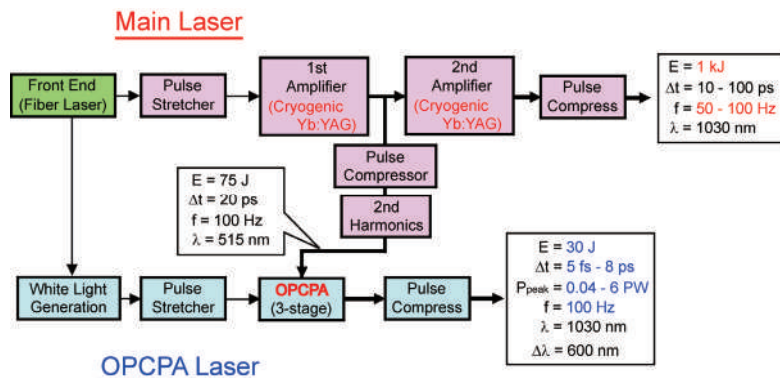 Main Laser
Front End
(Fiber Laser)
Pulse
Stretcher
1st
Amplifier
(Cryogenic
Yb:YAG)
2nd
Amplifier
(Cryogenic
Yb:YAG)
Pulse
Compress
E = 1 kJ
Δt = 10 - 100 ps
f = 50 - 100 Hz
λ = 1030 nm
Pulse
Compressor
2nd
Harmonics
E = 75 J
Δt = 20 ps
f = 100 Hz
λ = 515 nm
White Light
Generation
Pulse
Stretcher
OPCPA
(3-stage)
Pulse
Compress
E = 30 J
Δt = 5 fs - 8 ps
Ppeak = 0.04 - 6 PW
f = 100 Hz
λ = 1030 nm
Δλ = 600 nm
OPCPA Laser